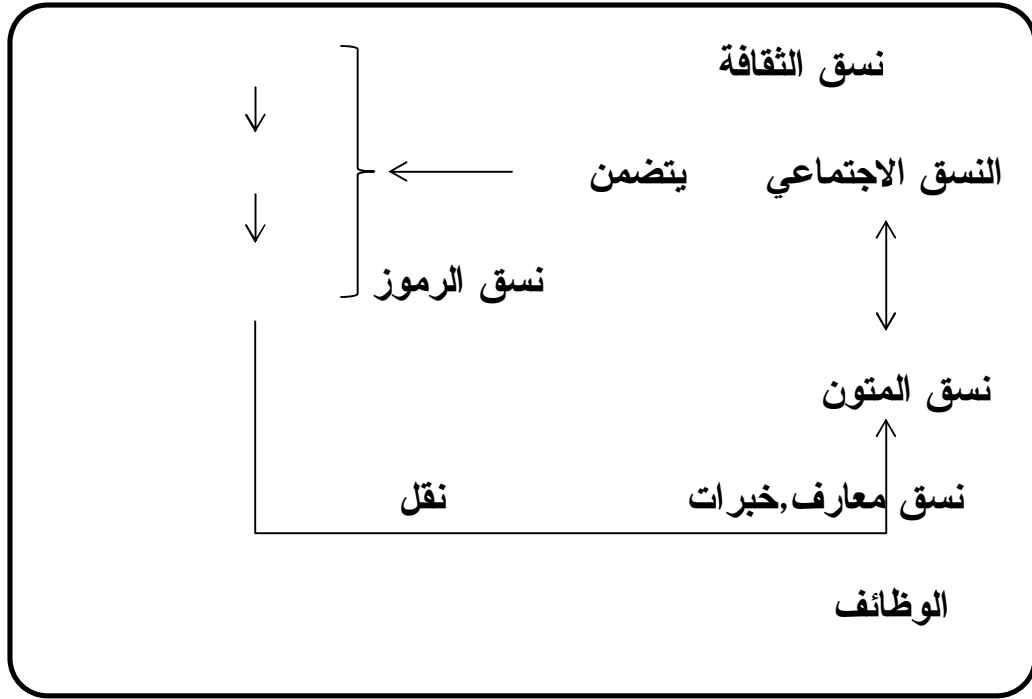 نسق الثقافة
النسق الاجتماعي يتضمن
نسق الرموز
نسق المتون
نسق معارف,خبرات نقل
الوظائف